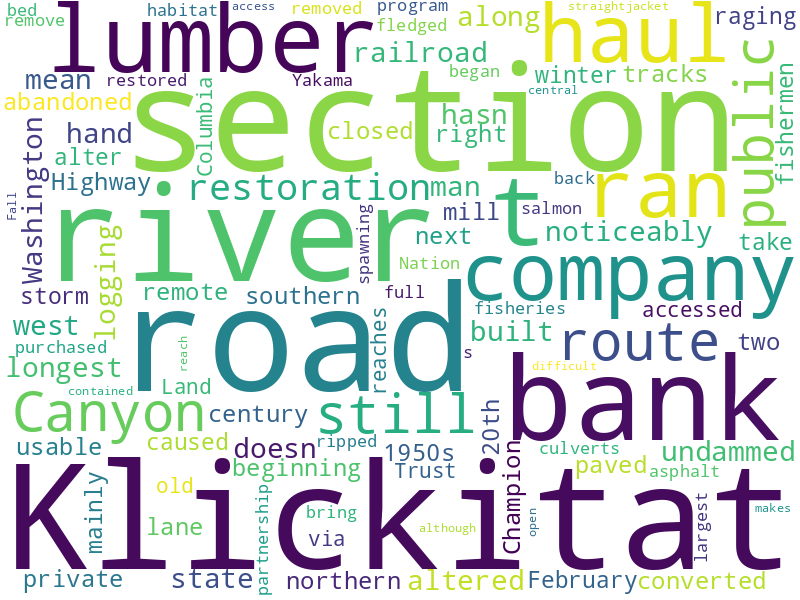 bed
remove
habitat
access
removed
program
fledged
straightjacket
along
raging
lumber
haul
railroad
mean
restored
Yakama
began
winter
tracks
central
abandoned
section
Columbia
public
fishermen
hand
closed
hasn
right
alter
Washington
Highway
restoration
man
back
ran
Fall
river
spawning
mill
salmon
t
next
noticeably
take
logging
Nation
company
storm
remote
southern
full
fisheries
accessed
west
road
reaches
s
built
route
two
purchased
reach
longest
contained
Land
difficult
Canyon
century
still
bank
20th
usable
caused
doesn
ripped
1950s
culverts
undammed
Klickitat
mainly
beginning
Trust
Champion
paved
asphalt
old
partnership
lane
bring
via
although
open
largest
makes
private
state
northern
altered
February
converted